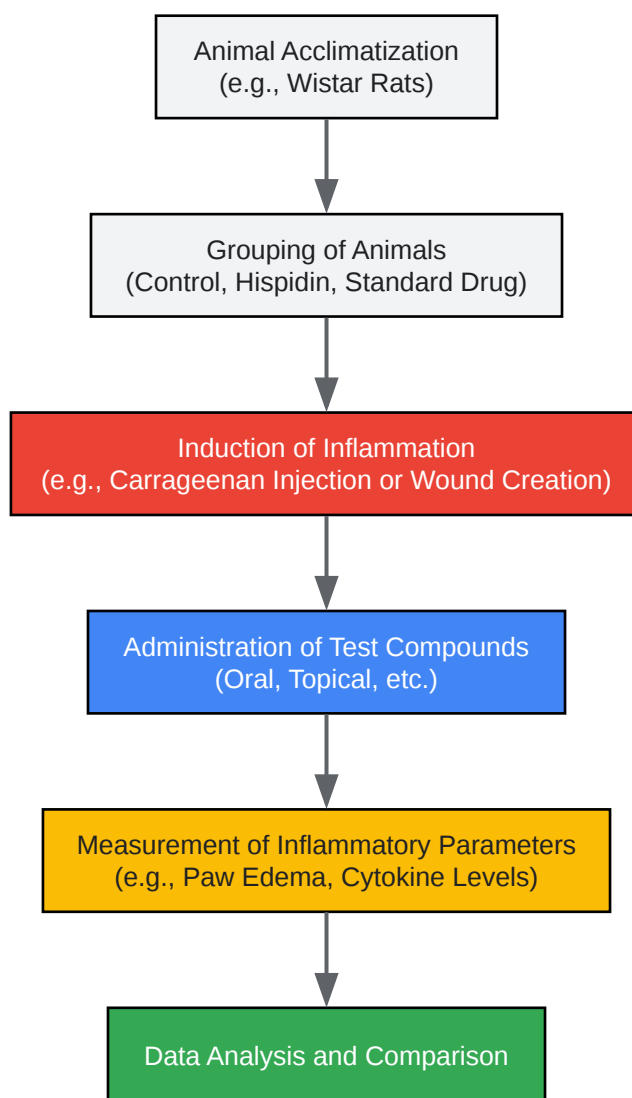 Animal Acclimatization
(e.g., Wistar Rats)
Grouping of Animals
(Control, Hispidin, Standard Drug)
Induction of Inflammation
(e.g., Carrageenan Injection or Wound Creation)
Administration of Test Compounds
(Oral, Topical, etc.)
Measurement of Inflammatory Parameters
(e.g., Paw Edema, Cytokine Levels)
Data Analysis and Comparison